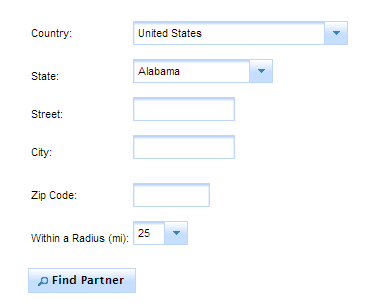 Country: United States
State: Alabama
Street:
City:
Zip Code:
Within a Radius (mi): 25
Find Partner